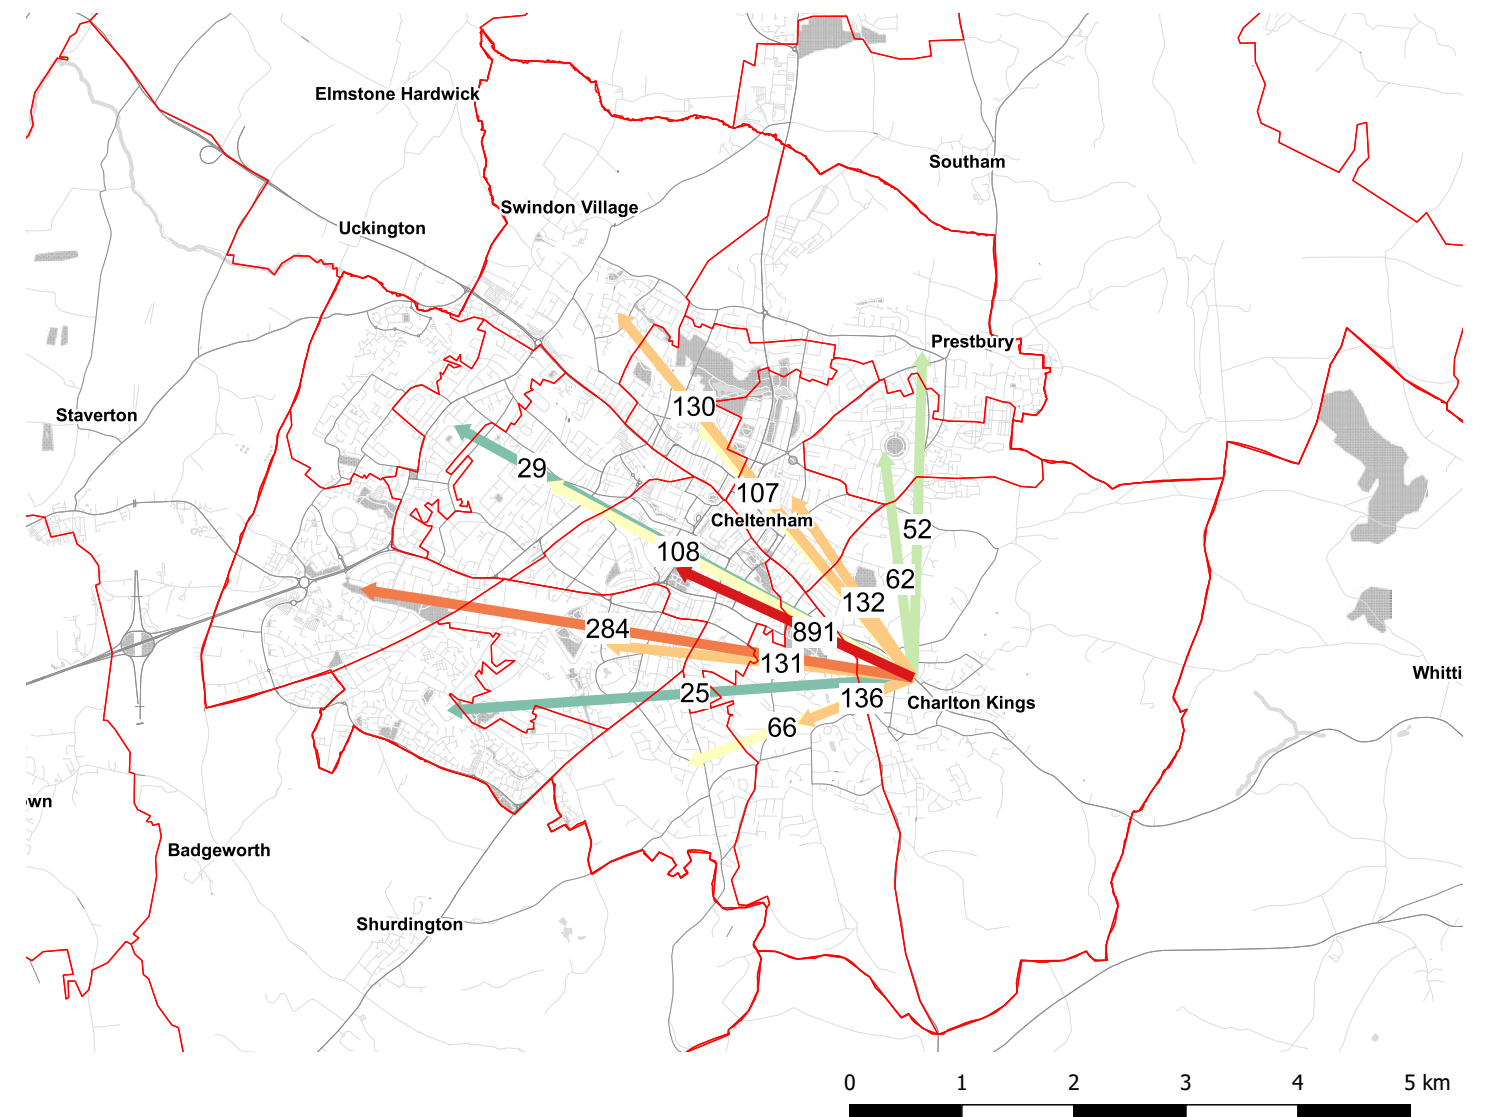 Elmstone Hardwick
Southam
Swindon Village
Uckington
Prestbury
130
Staverton
29
107
Cheltenham
52
108
62
132
284
891
131
Whitti
25
136
Charlton Kings
66
own
Badgeworth
Shurdington
0 1 2 3 4 5 km